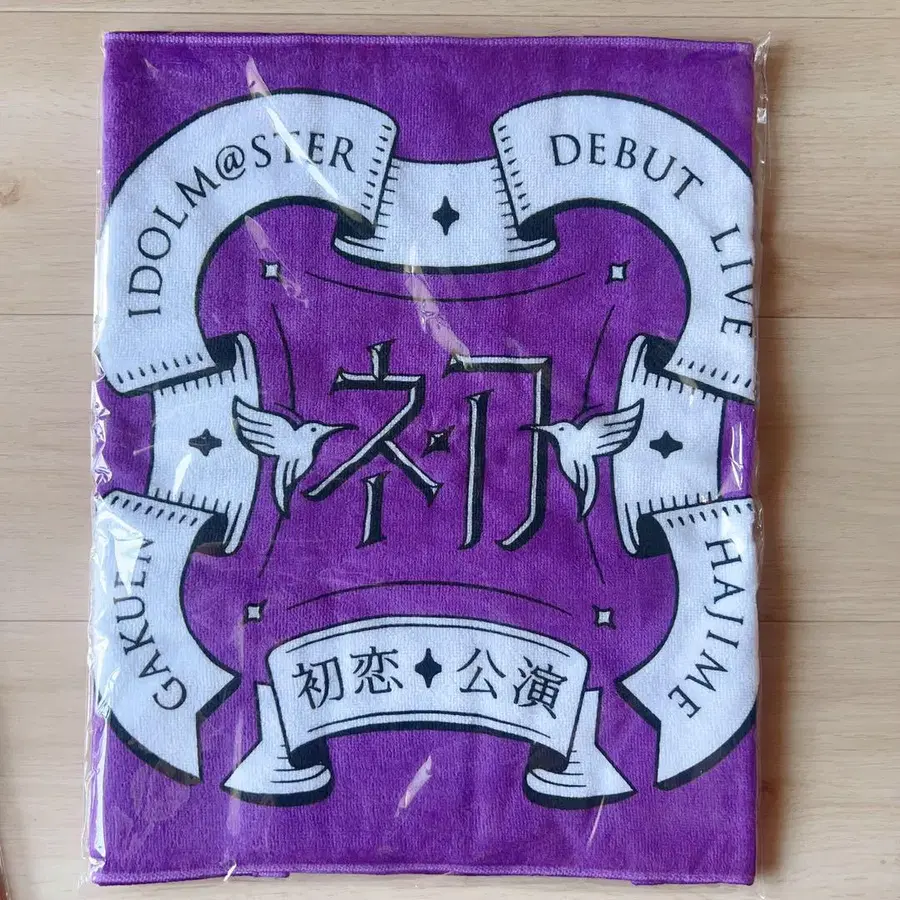 GAKUEN IDOLM@STER
DEBUT LIVE HAJIME
初
初恋✦公演